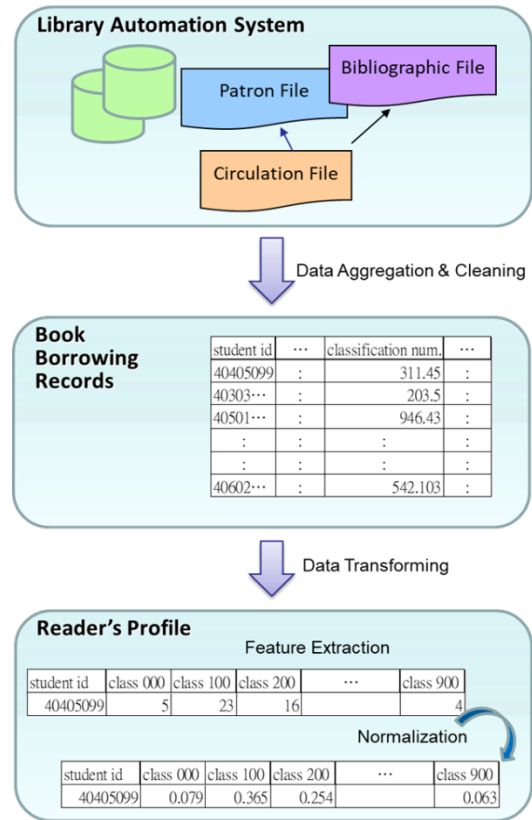 Library Automation System
Bibliographic File
Patron File
Circulation File
Data Aggregation & Cleaning
Book
Borrowing
Records
student id ⋯ classification num. ⋯
40405099 : 311.45 :
40303⋯ : 203.5 :
40501⋯ : 946.43 :
: : : :
: : : :
40602⋯ : 542.103 :
Data Transforming
Reader's Profile
Feature Extraction
student id class 000 class 100 class 200 ⋯ class 900
40405099 5 23 16 4
Normalization
student id class 000 class 100 class 200 ⋯ class 900
40405099 0.079 0.365 0.254 0.063